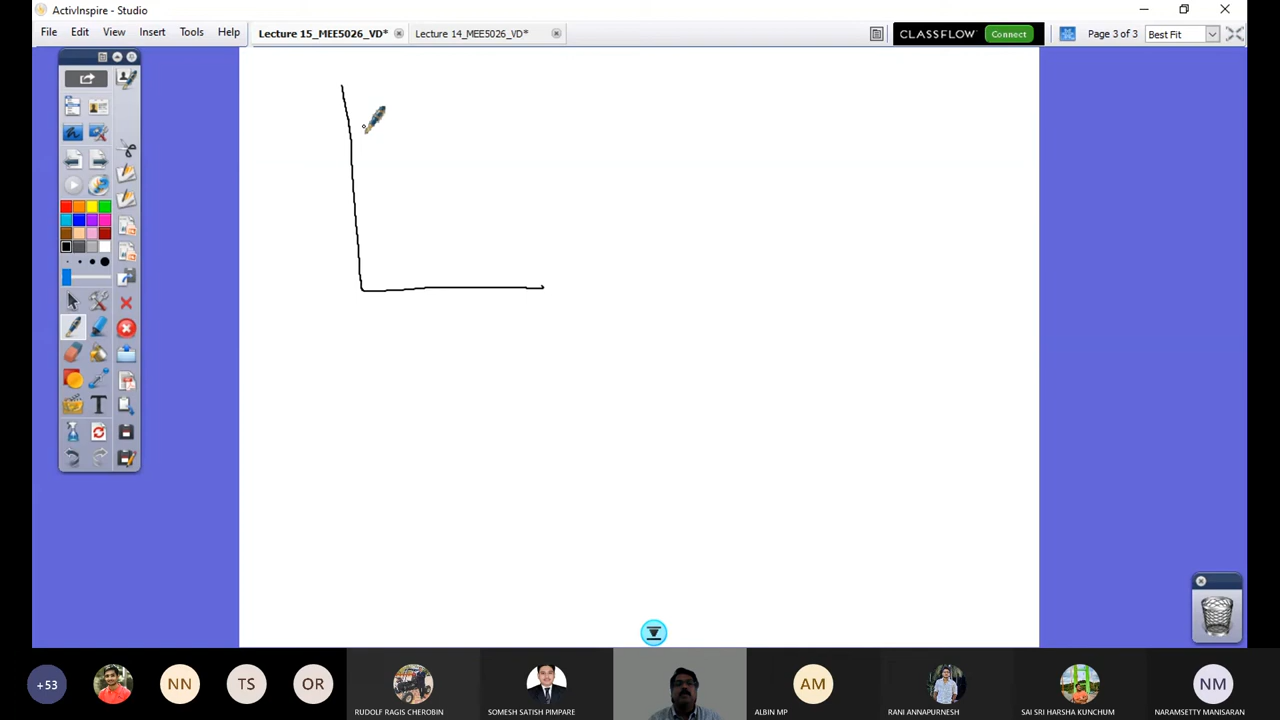 ActivInspire - Studio
File Edit View Insert Tools Help
Lecture 15_MEE5026_VD* Lecture 14_MEE5026_VD* CLASSFLOW Connect Page 3 of 3 Best Fit
T
+53 NN TS OR RUDOLF RAGIS CHEROBIN SOMESH SATISH PIMPARE AM ALBIN MP RANI ANNAPURNESH SAI SRI HARSHA KUNCHUM NM NARAMSETTY MANISARAN